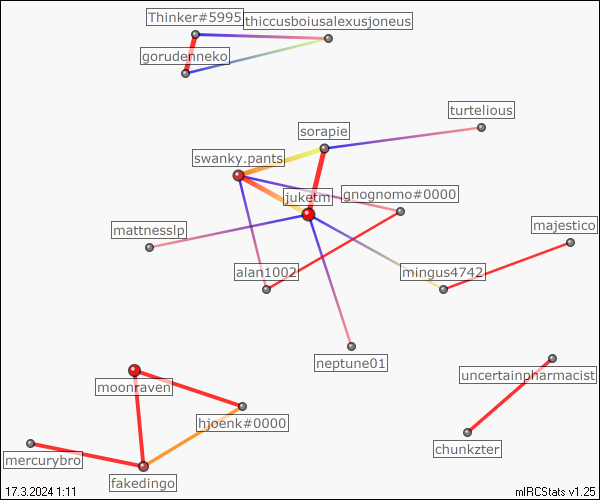 Thinker#5995
thiccusboiusalexusjoneus
gorudenneko
turtelious
sorapie
swanky.pants
juketm
gnognomo#0000
mattnesslp
majestico
alan1002
mingus4742
neptune01
moonraven
uncertainpharmacist
hjoenk#0000
chunkzter
mercurybro
fakedingo
17.3.2024 1:11
mIRCStats v1.25